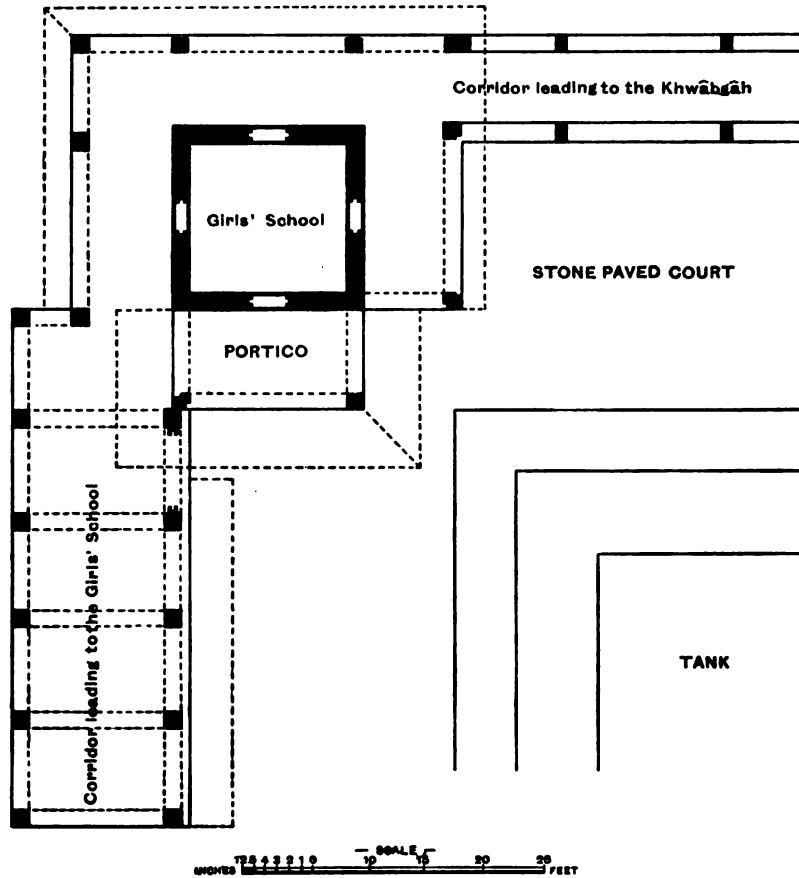 Corridor leading to the Khwâbgâh
Girls' School
STONE PAVED COURT
PORTICO
Corridor leading to the Girls' School
TANK
SCALE
10 15 20 25
INCHES FEET